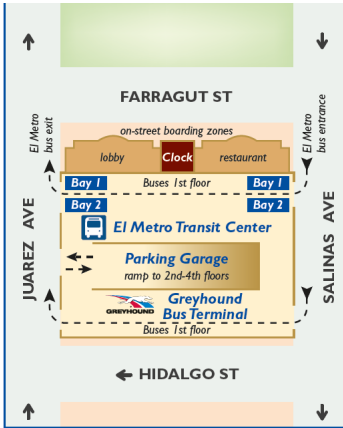 FARRAGUT ST
on-street boarding zones
El Metro
bus exit
El Metro
bus entrance
lobby
Clock
restaurant
Bay 1
Buses 1st floor
Bay 1
Bay 2
Bay 2
El Metro Transit Center
JUAREZ AVE
SALINAS AVE
Parking Garage
ramp to 2nd-4th floors
GREYHOUND
Greyhound
Bus Terminal
Buses 1st floor
HIDALGO ST